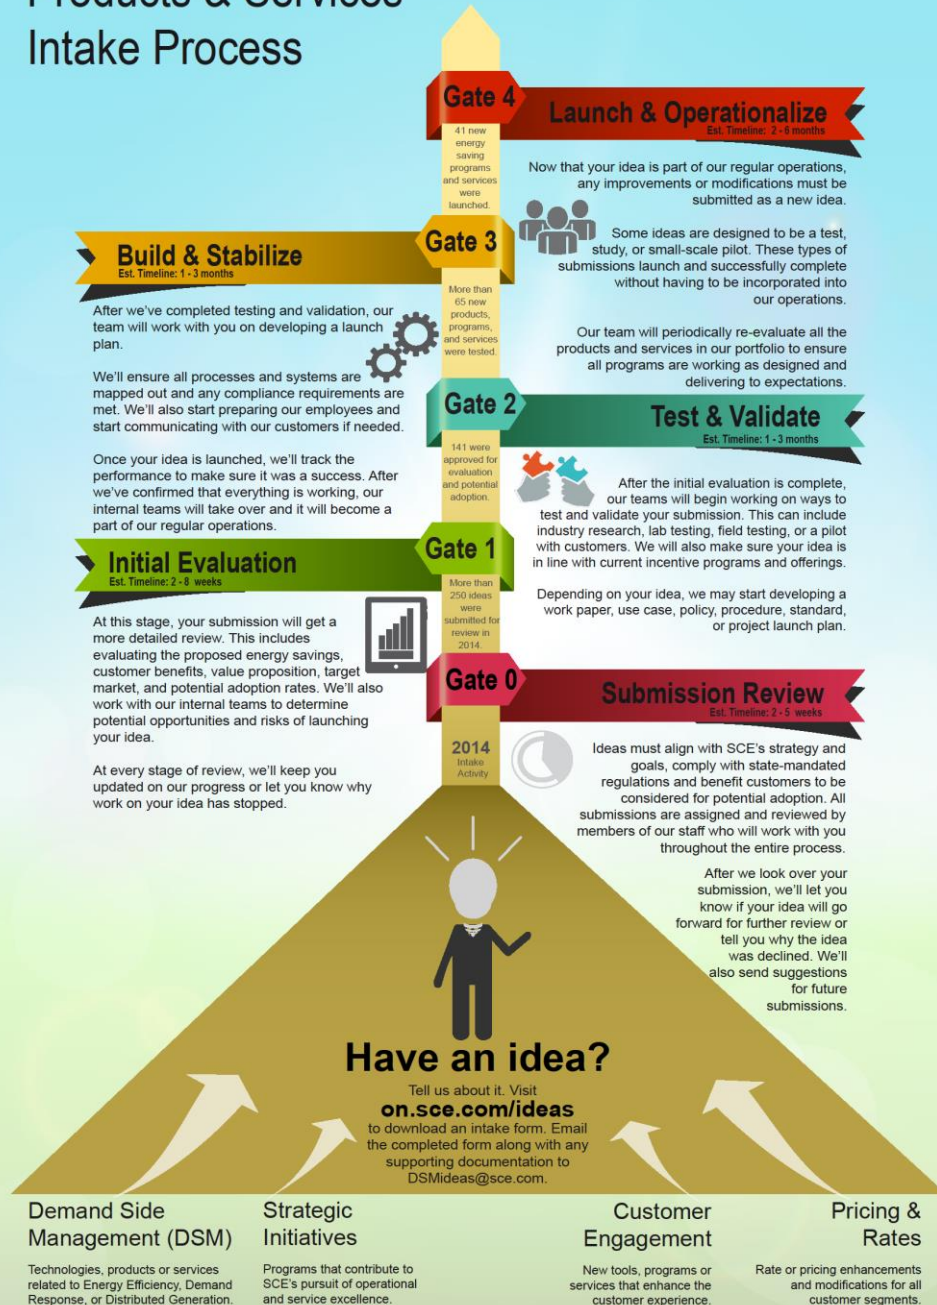 Products & Services
Intake Process
Gate 4
Launch & Operationalize
Est. Timeline: 2 - 6 months
41 new
energy
saving
programs
and services
were
launched.
Now that your idea is part of our regular operations,
any improvements or modifications must be
submitted as a new idea.
Some ideas are designed to be a test,
study, or small-scale pilot. These types of
submissions launch and successfully complete
without having to be incorporated into
our operations.
Our team will periodically re-evaluate all the
products and services in our portfolio to ensure
all programs are working as designed and
delivering to expectations.
Gate 3
Build & Stabilize
Est. Timeline: 1 - 3 months
After we've completed testing and validation, our
team will work with you on developing a launch
plan.
We'll ensure all processes and systems are
mapped out and any compliance requirements are
met. We'll also start preparing our employees and
start communicating with our customers if needed.
Once your idea is launched, we'll track the
performance to make sure it was a success. After
we've confirmed that everything is working, our
internal teams will take over and it will become a
part of our regular operations.
More than
65 new
products,
programs,
and services
were tested.
Gate 2
Test & Validate
Est. Timeline: 1 - 3 months
141 were
approved for
evaluation
and potential
adoption.
After the initial evaluation is complete,
our teams will begin working on ways to
test and validate your submission. This can include
industry research, lab testing, field testing, or a pilot
with customers. We will also make sure your idea is
in line with current incentive programs and offerings.
Depending on your idea, we may start developing a
work paper, use case, policy, procedure, standard,
or project launch plan.
Gate 1
Initial Evaluation
Est. Timeline: 2 - 8 weeks
At this stage, your submission will get a
more detailed review. This includes
evaluating the proposed energy savings,
customer benefits, value proposition, target
market, and potential adoption rates. We'll also
work with our internal teams to determine
potential opportunities and risks of launching
your idea.
At every stage of review, we'll keep you
updated on our progress or let you know why
work on your idea has stopped.
More than
250 ideas
were
submitted for
review in
2014.
Gate 0
Submission Review
Est. Timeline: 2 - 5 weeks
2014
Intake
Activity
Ideas must align with SCE's strategy and
goals, comply with state-mandated
regulations and benefit customers to be
considered for potential adoption. All
submissions are assigned and reviewed by
members of our staff who will work with you
throughout the entire process.
After we look over your
submission, we'll let you
know if your idea will go
forward for further review or
tell you why the idea
was declined. We'll
also send suggestions
for future
submissions.
Have an idea?
Tell us about it. Visit
on.sce.com/ideas
to download an intake form. Email
the completed form along with any
supporting documentation to
DSMideas@sce.com.
Demand Side
Management (DSM)
Technologies, products or services
related to Energy Efficiency, Demand
Response, or Distributed Generation.
Strategic
Initiatives
Programs that contribute to
SCE's pursuit of operational
and service excellence.
Customer
Engagement
New tools, programs or
services that enhance the
customer experience.
Pricing &
Rates
Rate or pricing enhancements
and modifications for all
customer segments.